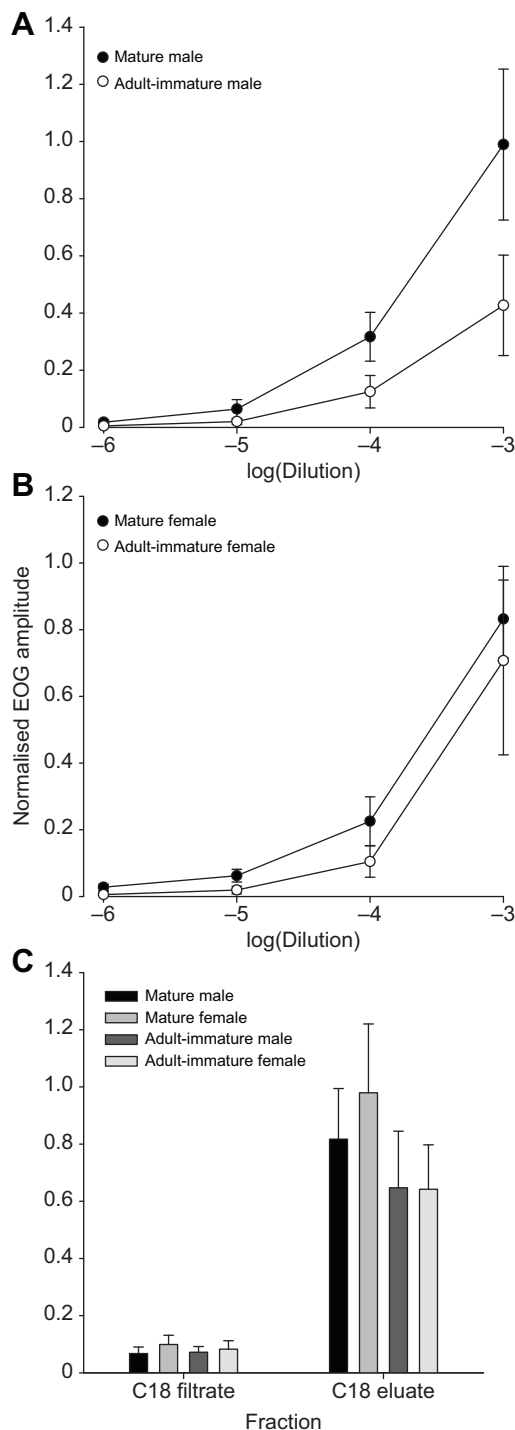 A
1.4
Mature male
Adult-immature male
1.2
1.0
0.8
0.6
0.4
0.2
0
–6 –5 –4 –3
log(Dilution)
B
1.2
Mature female
Adult-immature female
1.0
0.8
0.6
0.4
0.2
0
–6 –5 –4 –3
log(Dilution)
Normalised EOG amplitude
C
1.4
Mature male
Mature female
Adult-immature male
Adult-immature female
1.2
1.0
0.8
0.6
0.4
0.2
0
C18 filtrate C18 eluate
Fraction